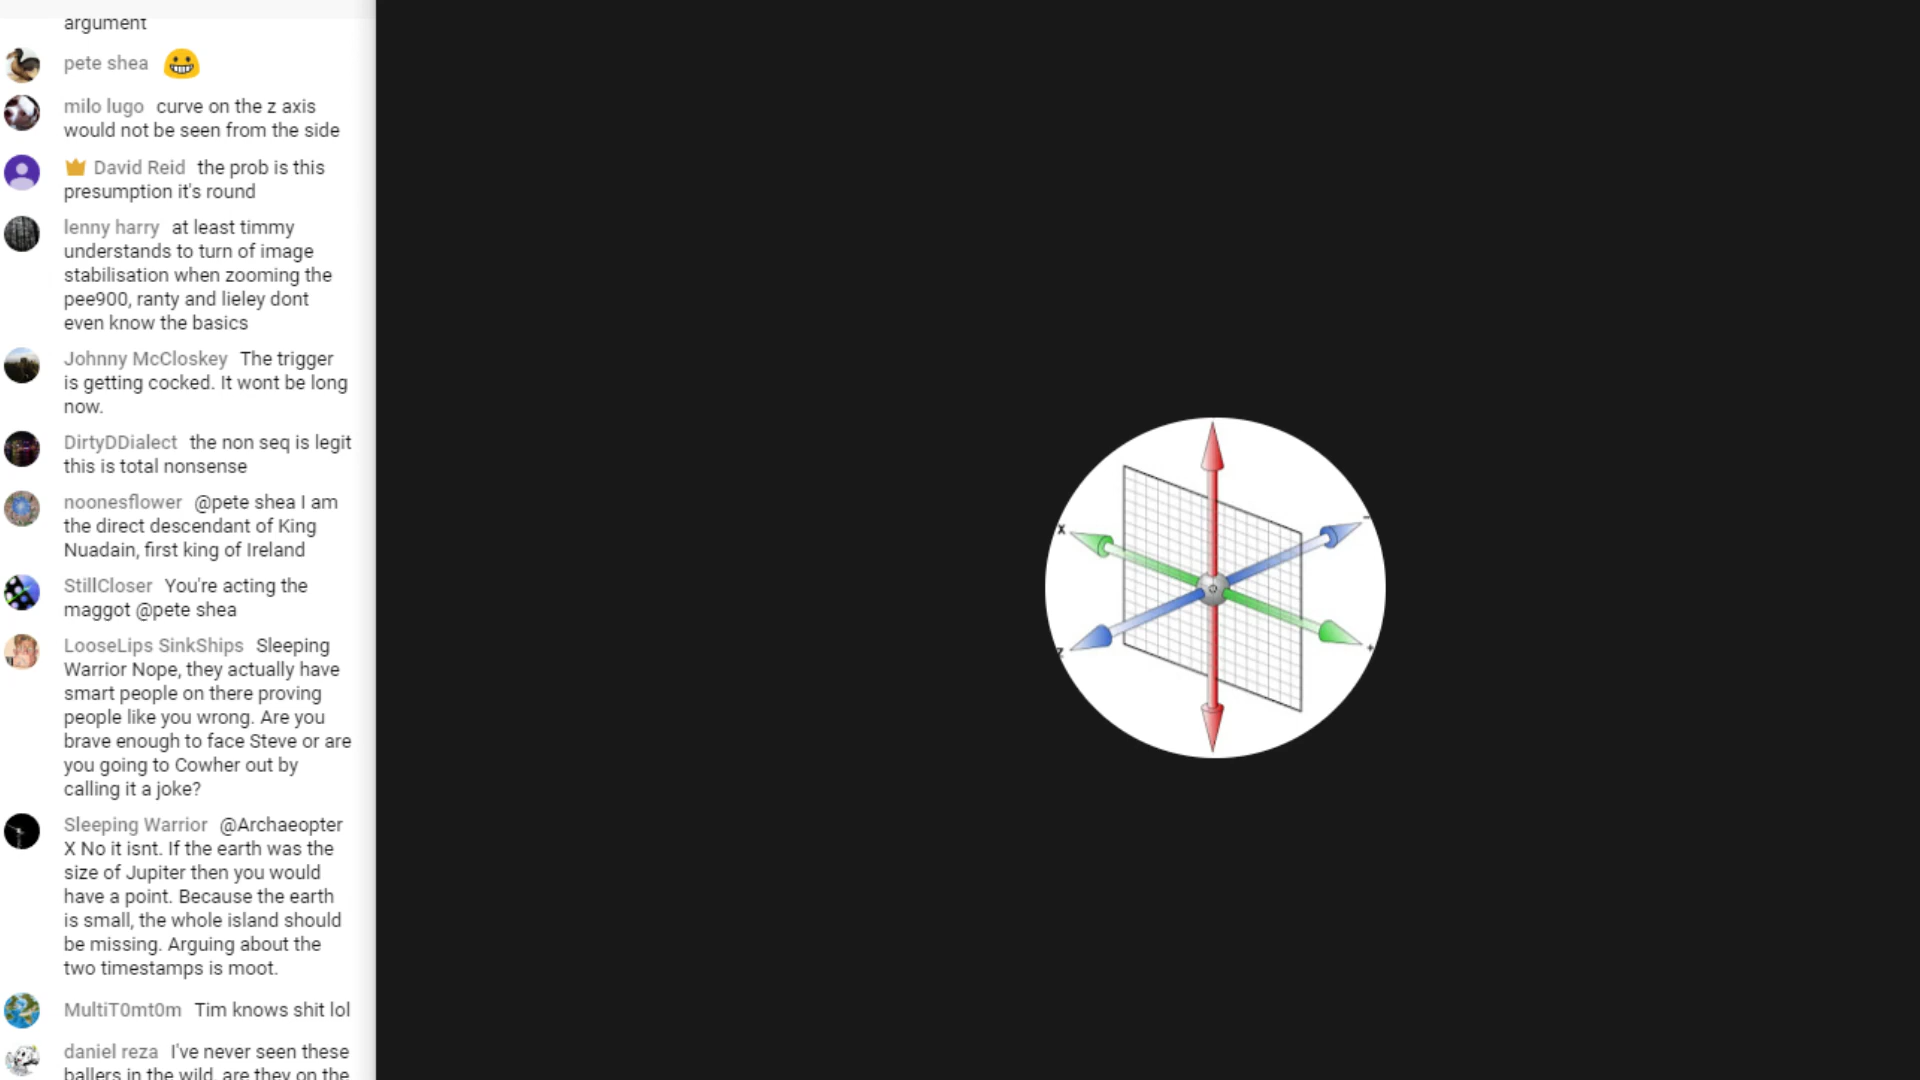 argument
pete shea
milo lugo curve on the z axis
would not be seen from the side
David Reid the prob is this
presumption it's round
lenny harry at least timmy
understands to turn of image
stabilisation when zooming the
pee900, ranty and lieley dont
even know the basics
Johnny McCloskey The trigger
is getting cocked. It wont be long
now.
DirtyDDialect the non seq is legit
this is total nonsense
noonesflower @pete shea I am
the direct descendant of King
Nuadain, first king of Ireland
StillCloser You're acting the
maggot @pete shea
LooseLips SinkShips Sleeping
Warrior Nope, they actually have
smart people on there proving
people like you wrong. Are you
brave enough to face Steve or are
you going to Cowher out by
calling it a joke?
Sleeping Warrior @Archaeopter
X No it isnt. If the earth was the
size of Jupiter then you would
have a point. Because the earth
is small, the whole island should
be missing. Arguing about the
two timestamps is moot.
MultiT0mt0m Tim knows shit lol
daniel reza I've never seen these
ballers in the wild, are they on the
x
-
z
+